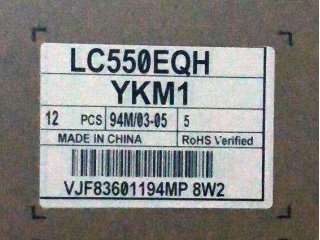 LC550EQH
YKM1
12 PCS 94M/03-05 5
MADE IN CHINA RoHS Verified
VJF83601194MP 8W2